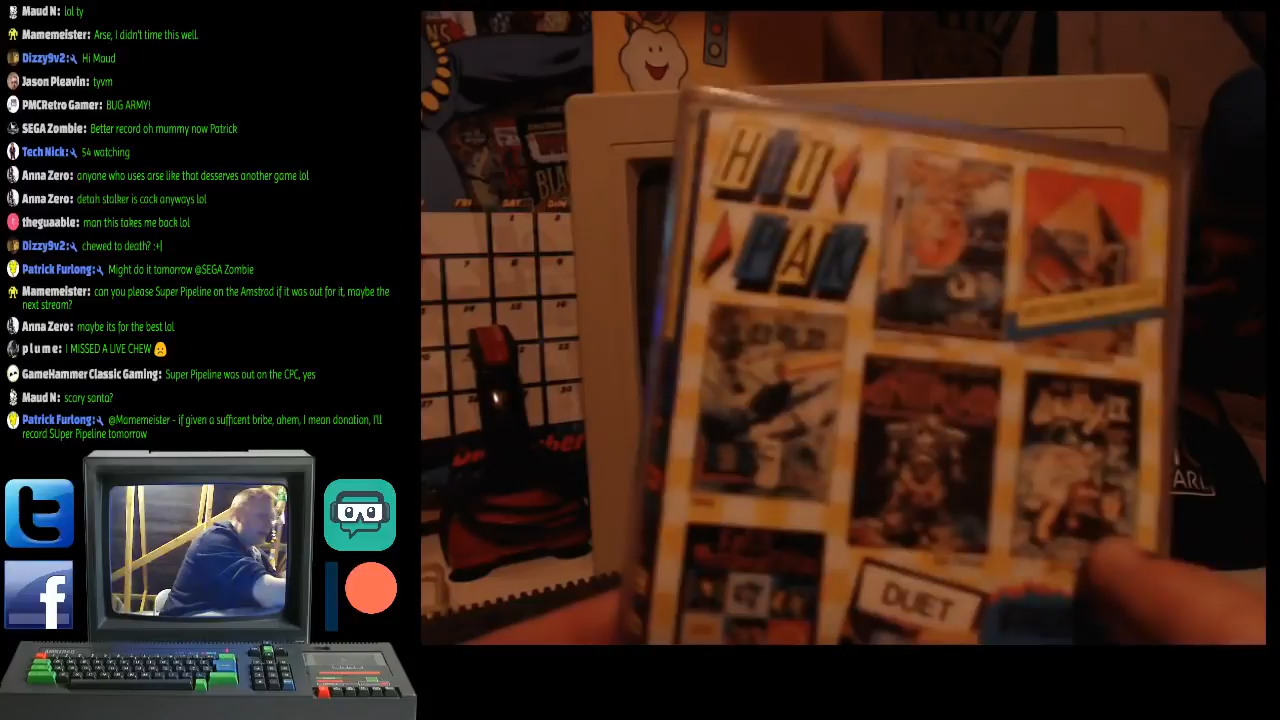 Maud N: lol ty
Mamemeister: Arse, I didn't time this well.
Dizzy9v2: Hi Maud
Jason Pleavin: tyvm
PMCRetro Gamer: BUG ARMY!
SEGA Zombie: Better record oh mummy now Patrick
Tech Nick: 54 watching
Anna Zero: anyone who uses arse like that deserves another game lol
Anna Zero: detah stalker is cack anyways lol
theguaable: man this takes me back lol
Dizzy9v2: chewed to death? :+|
Patrick Furlong: Might do it tomorrow @SEGA Zombie
Mamemeister: can you please Super Pipeline on the Amstrad if it was out for it, maybe the
next stream?
Anna Zero: maybe its for the best lol
p l u m e: I MISSED A LIVE CHEW
GameHammer Classic Gaming: Super Pipeline was out on the CPC, yes
Maud N: scary santa?
Patrick Furlong: @Mamemeister - if given a sufficent bribe, ahem, I mean donation, I'll
record SUper Pipeline tomorrow
HIT
PAK
DUET